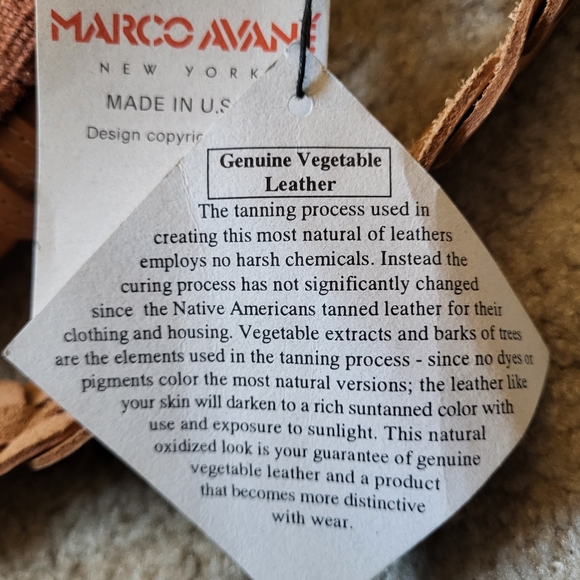 MARCO AVANÉ
NEW YORK
MADE IN U.S
Design copyric
Genuine Vegetable
Leather
The tanning process used in
creating this most natural of leathers
employs no harsh chemicals. Instead the
curing process has not significantly changed
since the Native Americans tanned leather for their
clothing and housing. Vegetable extracts and barks of trees
are the elements used in the tanning process - since no dyes or
pigments color the most natural versions; the leather like
your skin will darken to a rich suntanned color with
use and exposure to sunlight. This natural
oxidized look is your guarantee of genuine
vegetable leather and a product
that becomes more distinctive
with wear.